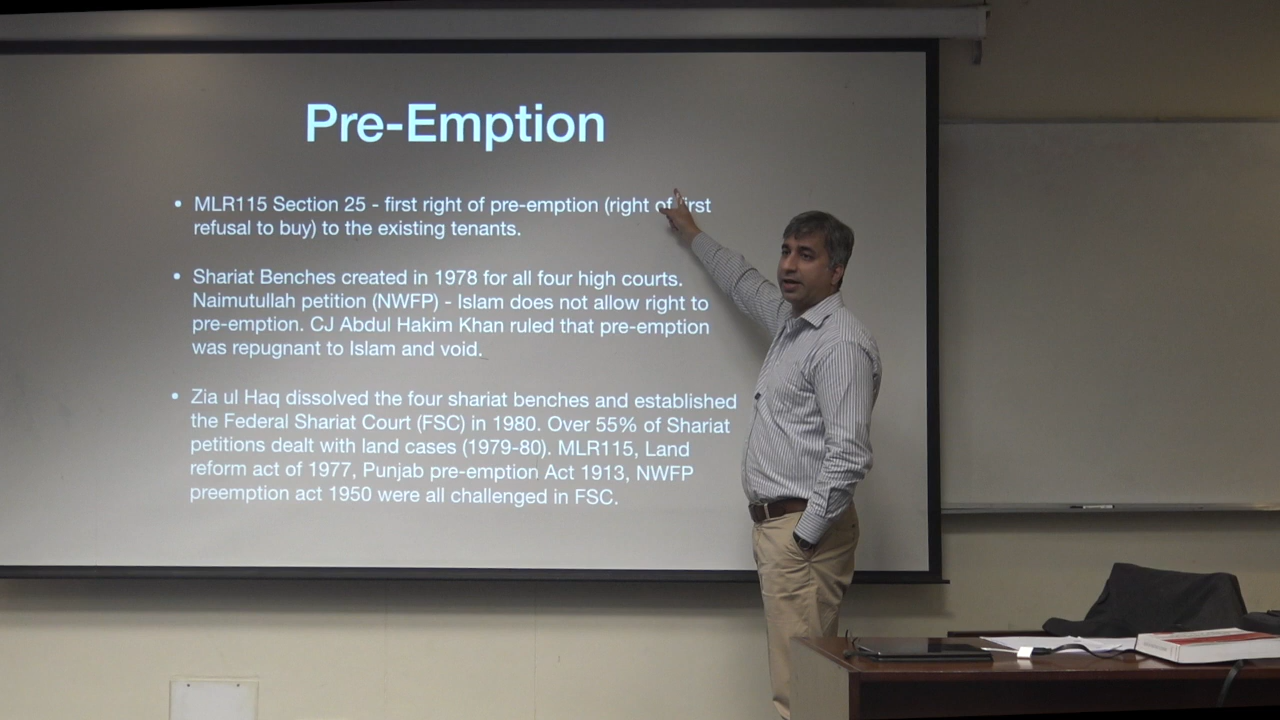 Pre-Emption
• MLR115 Section 25 - first right of pre-emption (right of first
refusal to buy) to the existing tenants.
• Shariat Benches created in 1978 for all four high courts.
Naimutullah petition (NWFP) - Islam does not allow right to
pre-emption. CJ Abdul Hakim Khan ruled that pre-emption
was repugnant to Islam and void.
• Zia ul Haq dissolved the four shariat benches and established
the Federal Shariat Court (FSC) in 1980. Over 55% of Shariat
petitions dealt with land cases (1979-80). MLR115, Land
reform act of 1977, Punjab pre-emption Act 1913, NWFP
preemption act 1950 were all challenged in FSC.